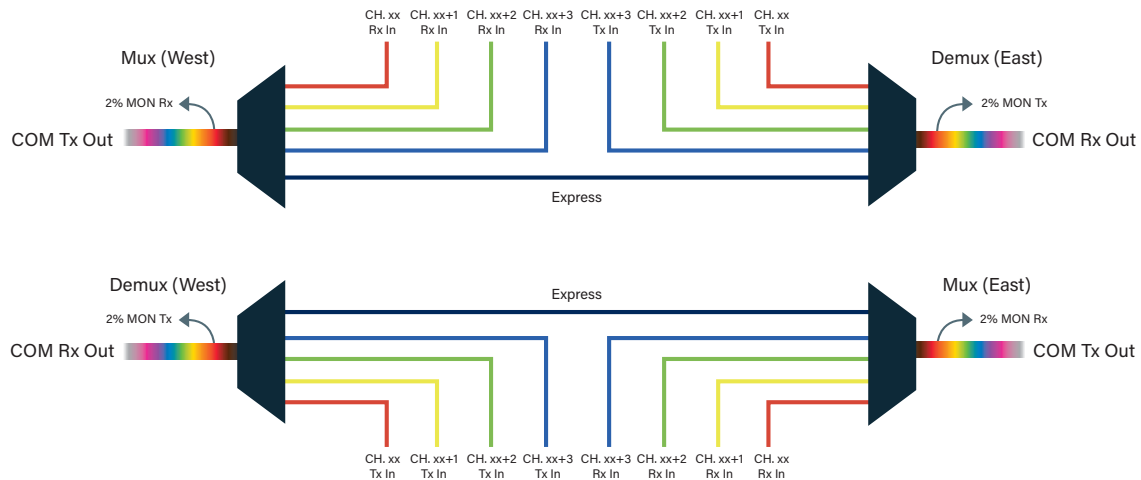 CH. xx CH. xx+1 CH. xx+2 CH. xx+3 CH. xx+3 CH. xx+2 CH. xx+1 CH. xx
Rx In Rx In Rx In Rx In Tx In Tx In Tx In Tx In
Mux (West)
Demux (East)
2% MON Rx
2% MON Tx
COM Tx Out
COM Rx Out
Express
Demux (West)
Express
Mux (East)
2% MON Tx
2% MON Rx
COM Rx Out
COM Tx Out
CH. xx CH. xx+1 CH. xx+2 CH. xx+3 CH. xx+3 CH. xx+2 CH. xx+1 CH. xx
Tx In Tx In Tx In Tx In Rx In Rx In Rx In Rx In